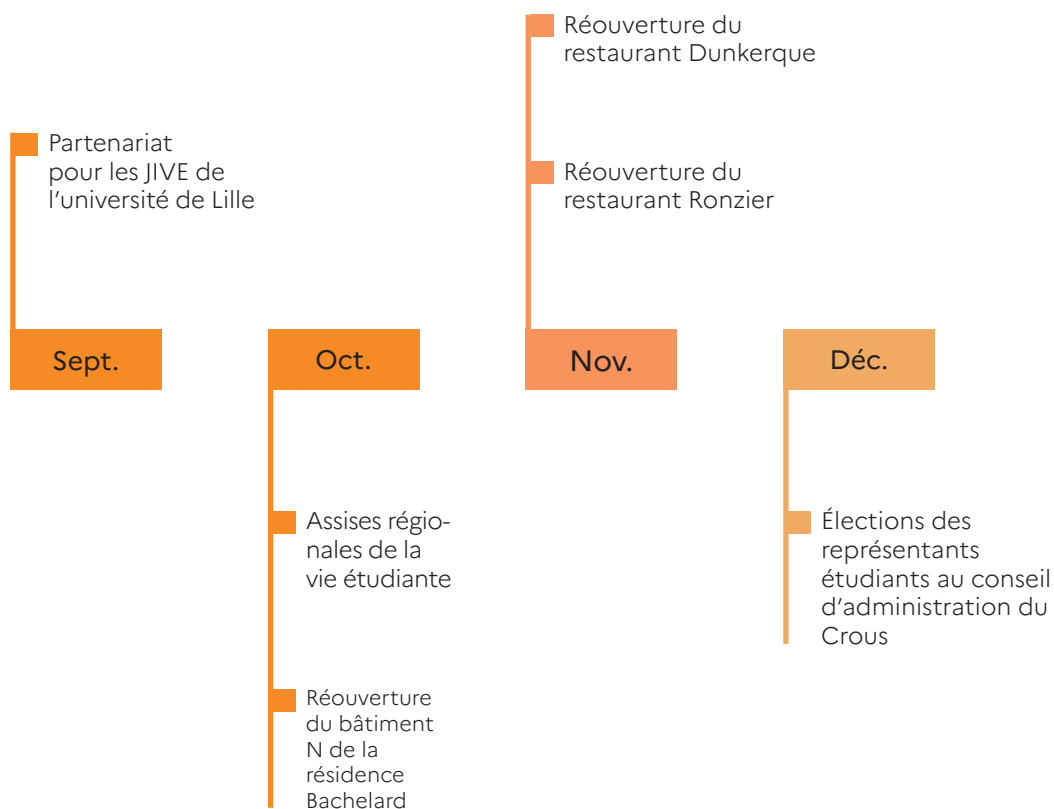 Réouverture du
restaurant Dunkerque
Partenariat
pour les JIVE de
l'université de Lille
Réouverture du
restaurant Ronzier
Sept.
Oct.
Nov.
Déc.
Assises régio-
nales de la
vie étudiante
Élections des
représentants
étudiants au conseil
d'administration du
Crous
Réouverture
du bâtiment
N de la
résidence
Bachelard